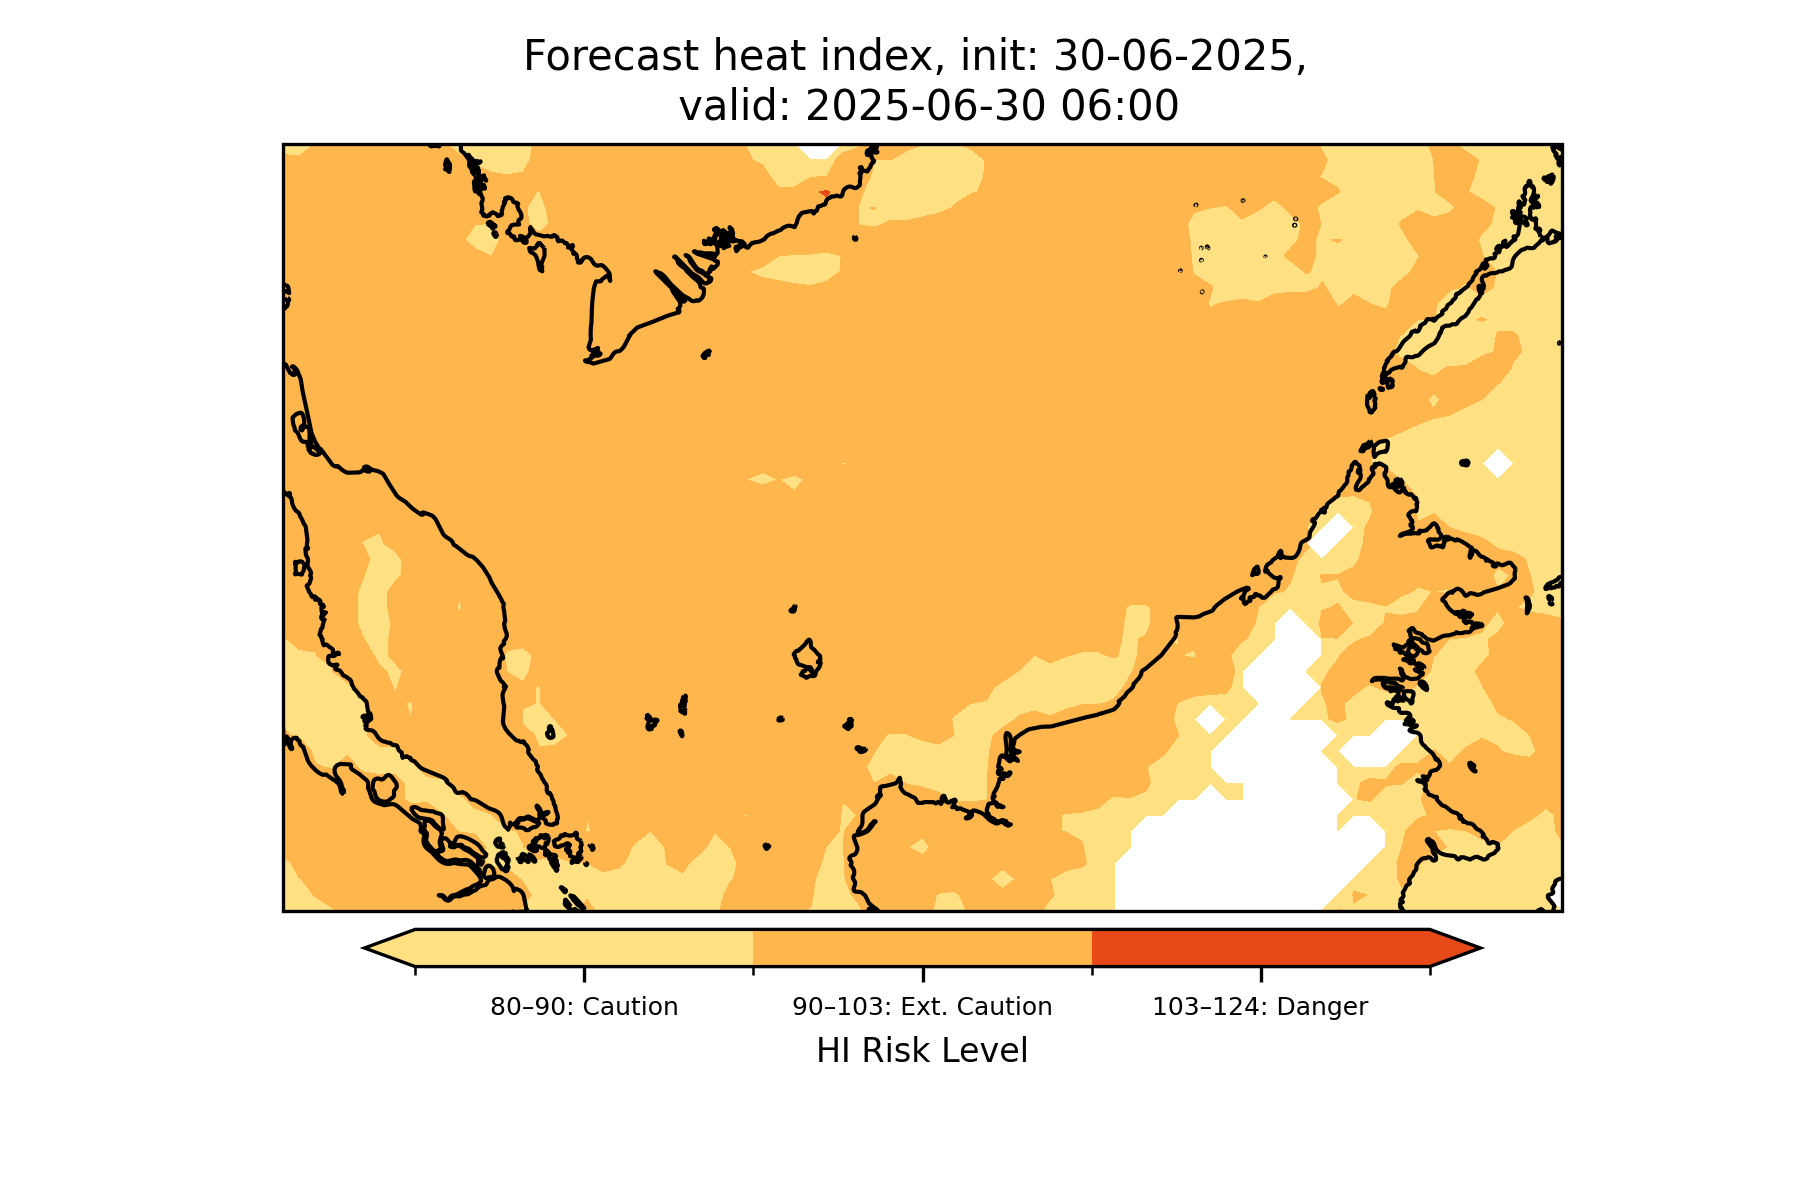 Forecast heat index, init: 30-06-2025,
valid: 2025-06-30 06:00
80–90: Caution
90–103: Ext. Caution
103–124: Danger
HI Risk Level